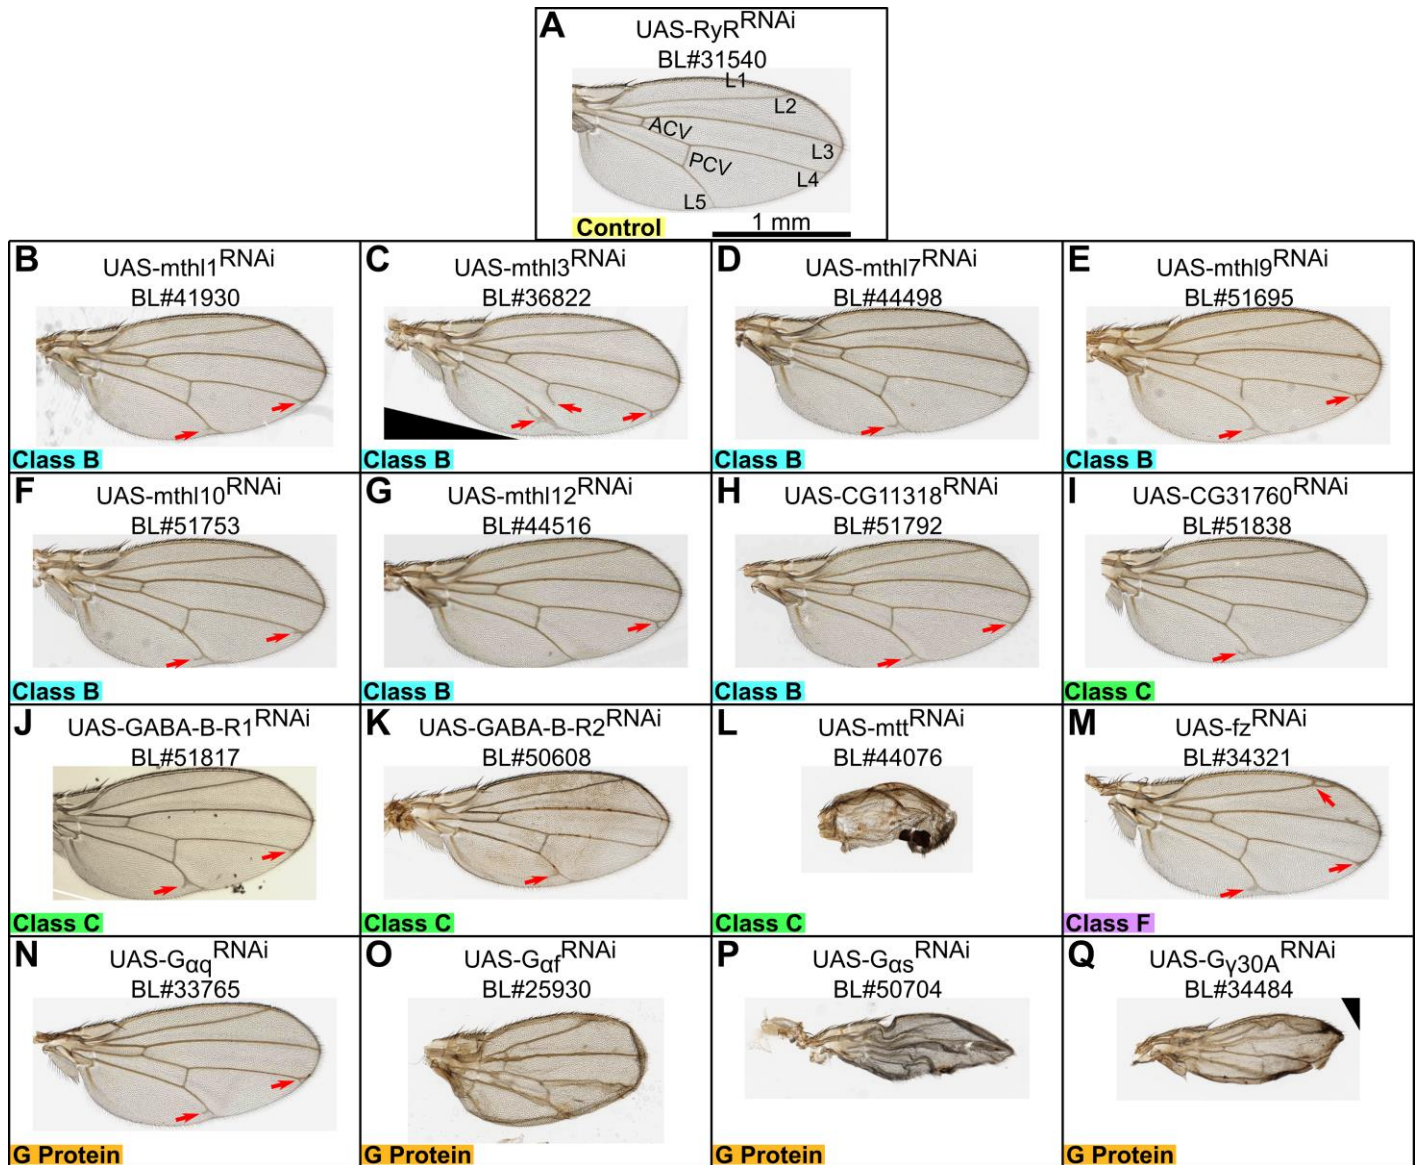 A
UAS-RyR^RNAi
BL#31540
L1
L2
ACV
L3
PCV
L4
L5
Control
1 mm
B
UAS-mthl1^RNAi
BL#41930
Class B
C
UAS-mthl3^RNAi
BL#36822
Class B
D
UAS-mthl7^RNAi
BL#44498
Class B
E
UAS-mthl9^RNAi
BL#51695
Class B
F
UAS-mthl10^RNAi
BL#51753
Class B
G
UAS-mthl12^RNAi
BL#44516
Class B
H
UAS-CG11318^RNAi
BL#51792
Class B
I
UAS-CG31760^RNAi
BL#51838
Class C
J
UAS-GABA-B-R1^RNAi
BL#51817
Class C
K
UAS-GABA-B-R2^RNAi
BL#50608
Class C
L
UAS-mtt^RNAi
BL#44076
Class C
M
UAS-fz^RNAi
BL#34321
Class F
N
UAS-Gαq^RNAi
BL#33765
G Protein
O
UAS-Gαf^RNAi
BL#25930
G Protein
P
UAS-Gαs^RNAi
BL#50704
G Protein
Q
UAS-Gγ30A^RNAi
BL#34484
G Protein